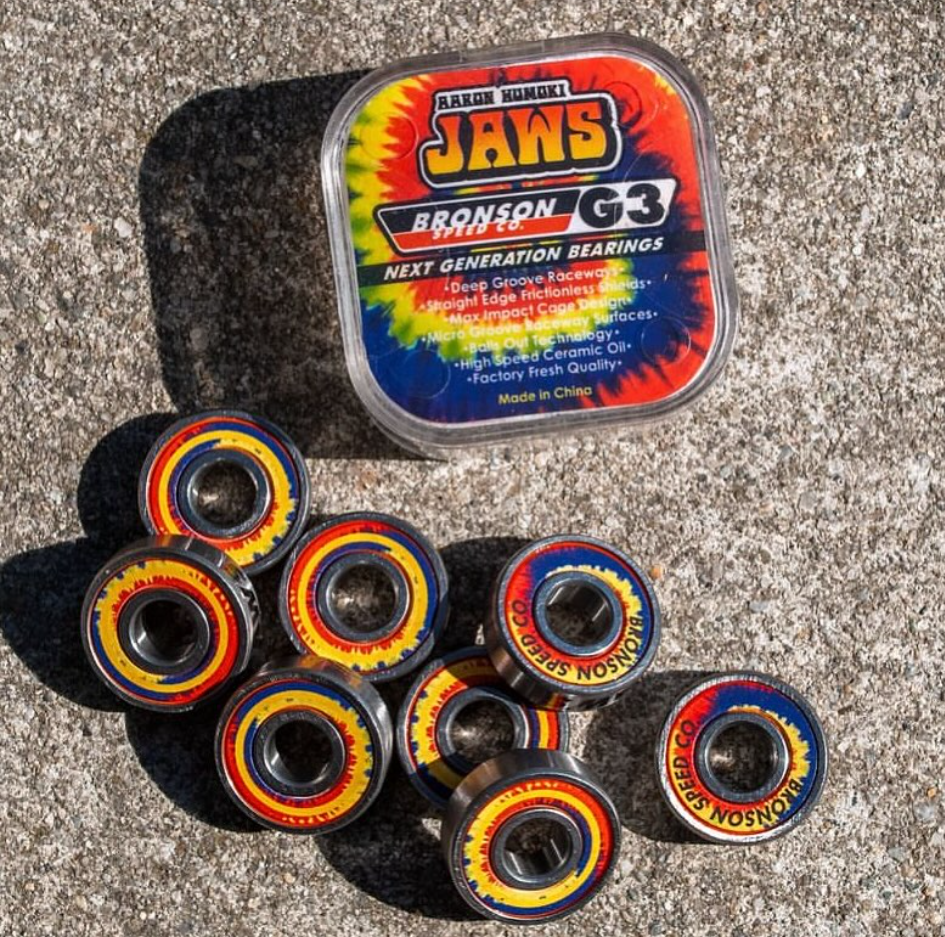 AARON HOMOKI
JAWS
BRONSON G3
SPEED CO.
NEXT GENERATION BEARINGS
•Deep Groove Raceways•
•Straight Edge Frictionless Shields•
•Max Impact Cage Design•
•Micro Groove Raceway Surfaces•
•Balls Out Technology•
•High Speed Ceramic Oil•
•Factory Fresh Quality•
Made in China
BRONSON SPEED CO.
BRONSON SPEED CO.